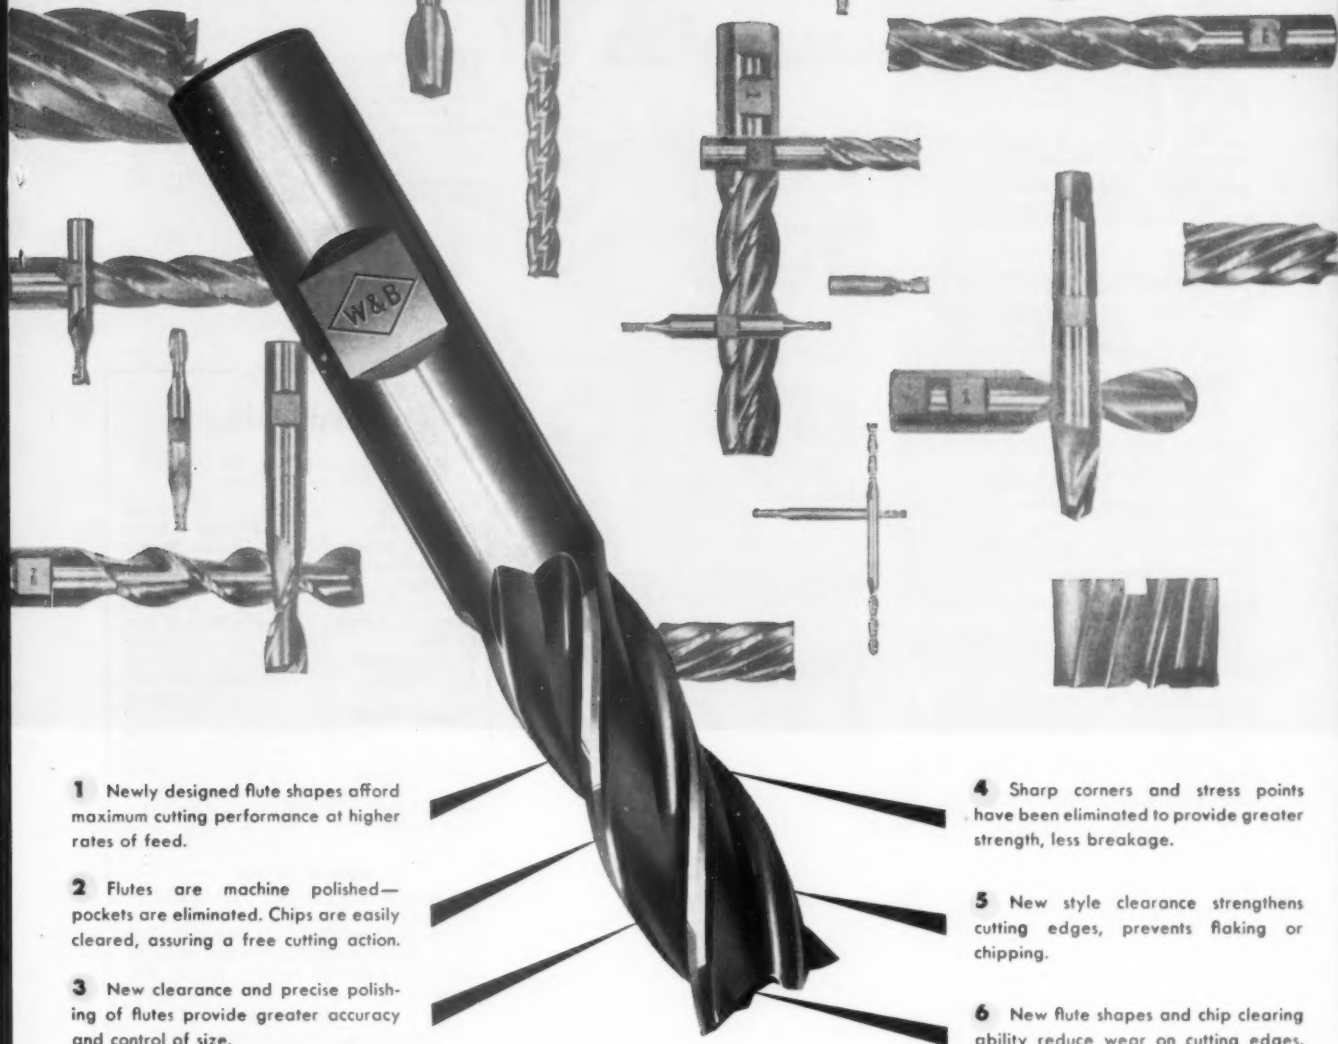 W & B
1 Newly designed flute shapes afford
maximum cutting performance at higher
rates of feed.
2 Flutes are machine polished—
pockets are eliminated. Chips are easily
cleared, assuring a free cutting action.
3 New clearance and precise polish-
ing of flutes provide greater accuracy
and control of size.
4 Sharp corners and stress points
have been eliminated to provide greater
strength, less breakage.
5 New style clearance strengthens
cutting edges, prevents flaking or
chipping.
6 New flute shapes and chip clearing
ability reduce wear on cutting edges.